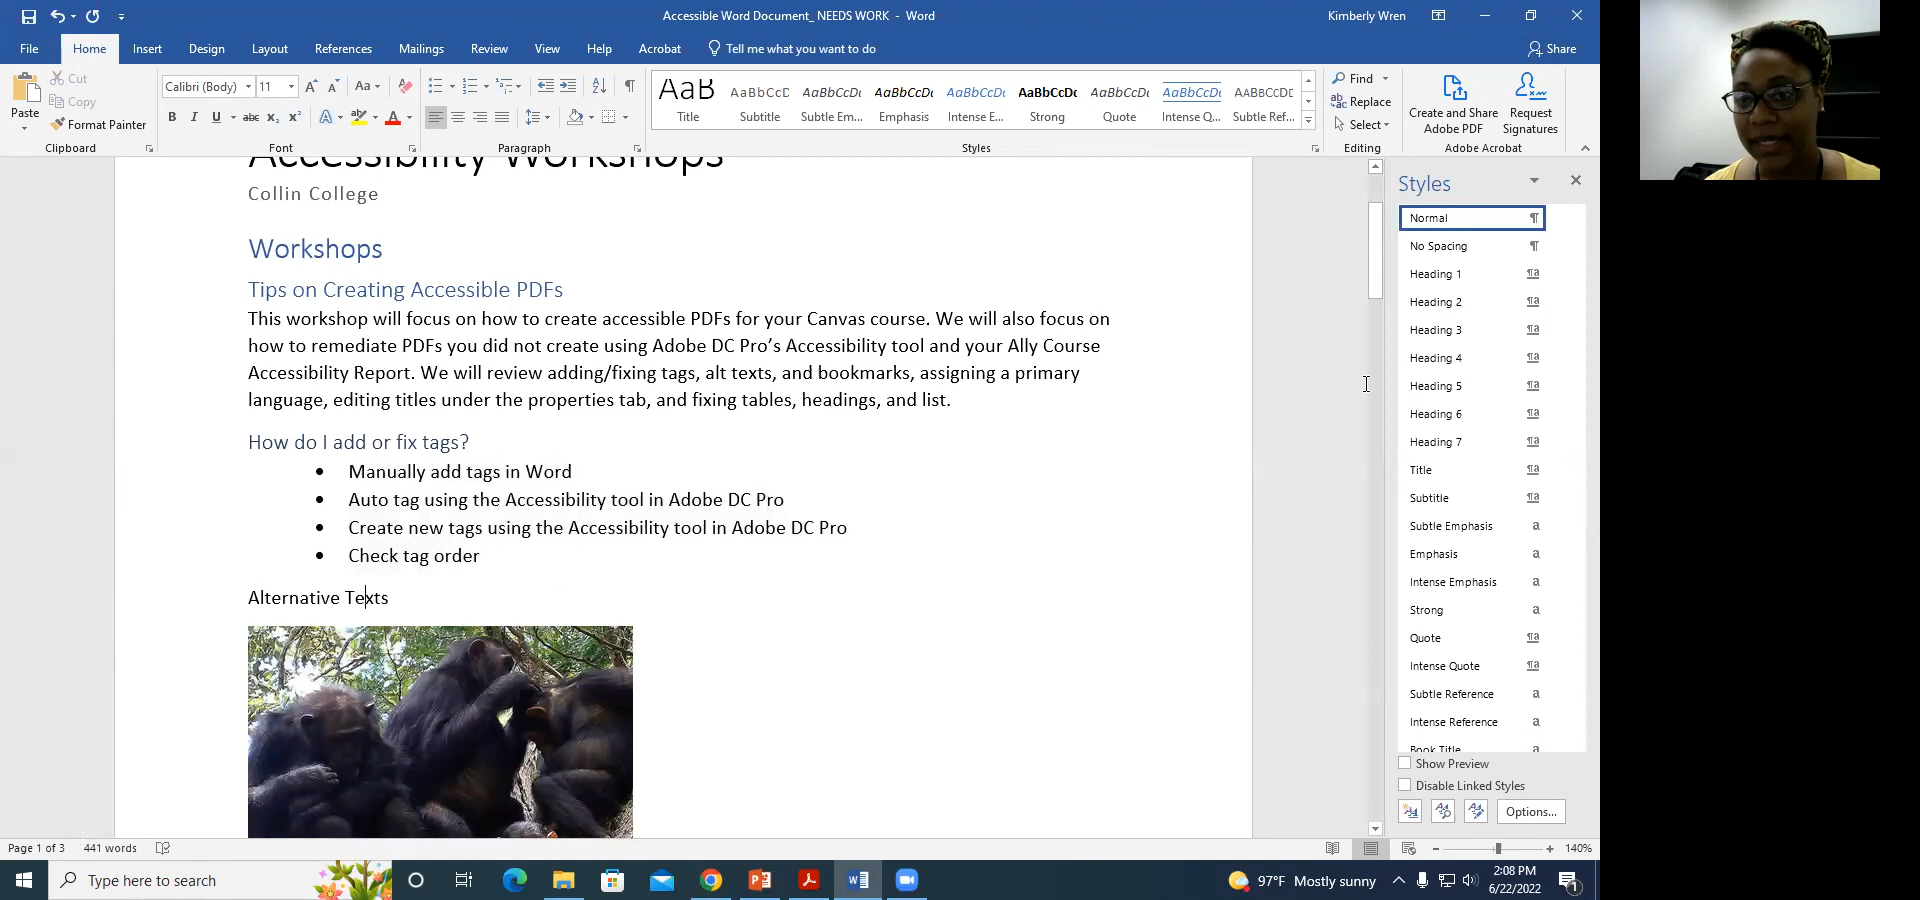 Accessible Word Document_ NEEDS WORK - Word
Kimberly Wren
File Home Insert Design Layout References Mailings Review View Help Acrobat Tell me what you want to do Share
Paste
Cut
Copy
Format Painter
Clipboard
Calibri (Body) 11
Font
Paragraph
AaB AaBbCcD AaBbCcDc AaBbCcDc AaBbCcDc AaBbCcDc AaBbCcDc AaBbCcDc AABBCCDE
Title Subtitle Subtle Em... Emphasis Intense E... Strong Quote Intense Q... Subtle Ref...
Styles
Find
Replace
Select
Editing
Create and Share
Adobe PDF
Request
Signatures
Adobe Acrobat
Accessibility Workshops
Collin College
Workshops
Tips on Creating Accessible PDFs
This workshop will focus on how to create accessible PDFs for your Canvas course. We will also focus on
how to remediate PDFs you did not create using Adobe DC Pro’s Accessibility tool and your Ally Course
Accessibility Report. We will review adding/fixing tags, alt texts, and bookmarks, assigning a primary
language, editing titles under the properties tab, and fixing tables, headings, and list.
How do I add or fix tags?
• Manually add tags in Word
• Auto tag using the Accessibility tool in Adobe DC Pro
• Create new tags using the Accessibility tool in Adobe DC Pro
• Check tag order
Alternative Texts
Styles
Normal
No Spacing
Heading 1
Heading 2
Heading 3
Heading 4
Heading 5
Heading 6
Heading 7
Title
Subtitle
Subtle Emphasis
Emphasis
Intense Emphasis
Strong
Quote
Intense Quote
Subtle Reference
Intense Reference
Book Title
Show Preview
Disable Linked Styles
Options...
Page 1 of 3 441 words
140%
Type here to search
97°F Mostly sunny
2:08 PM
6/22/2022
1